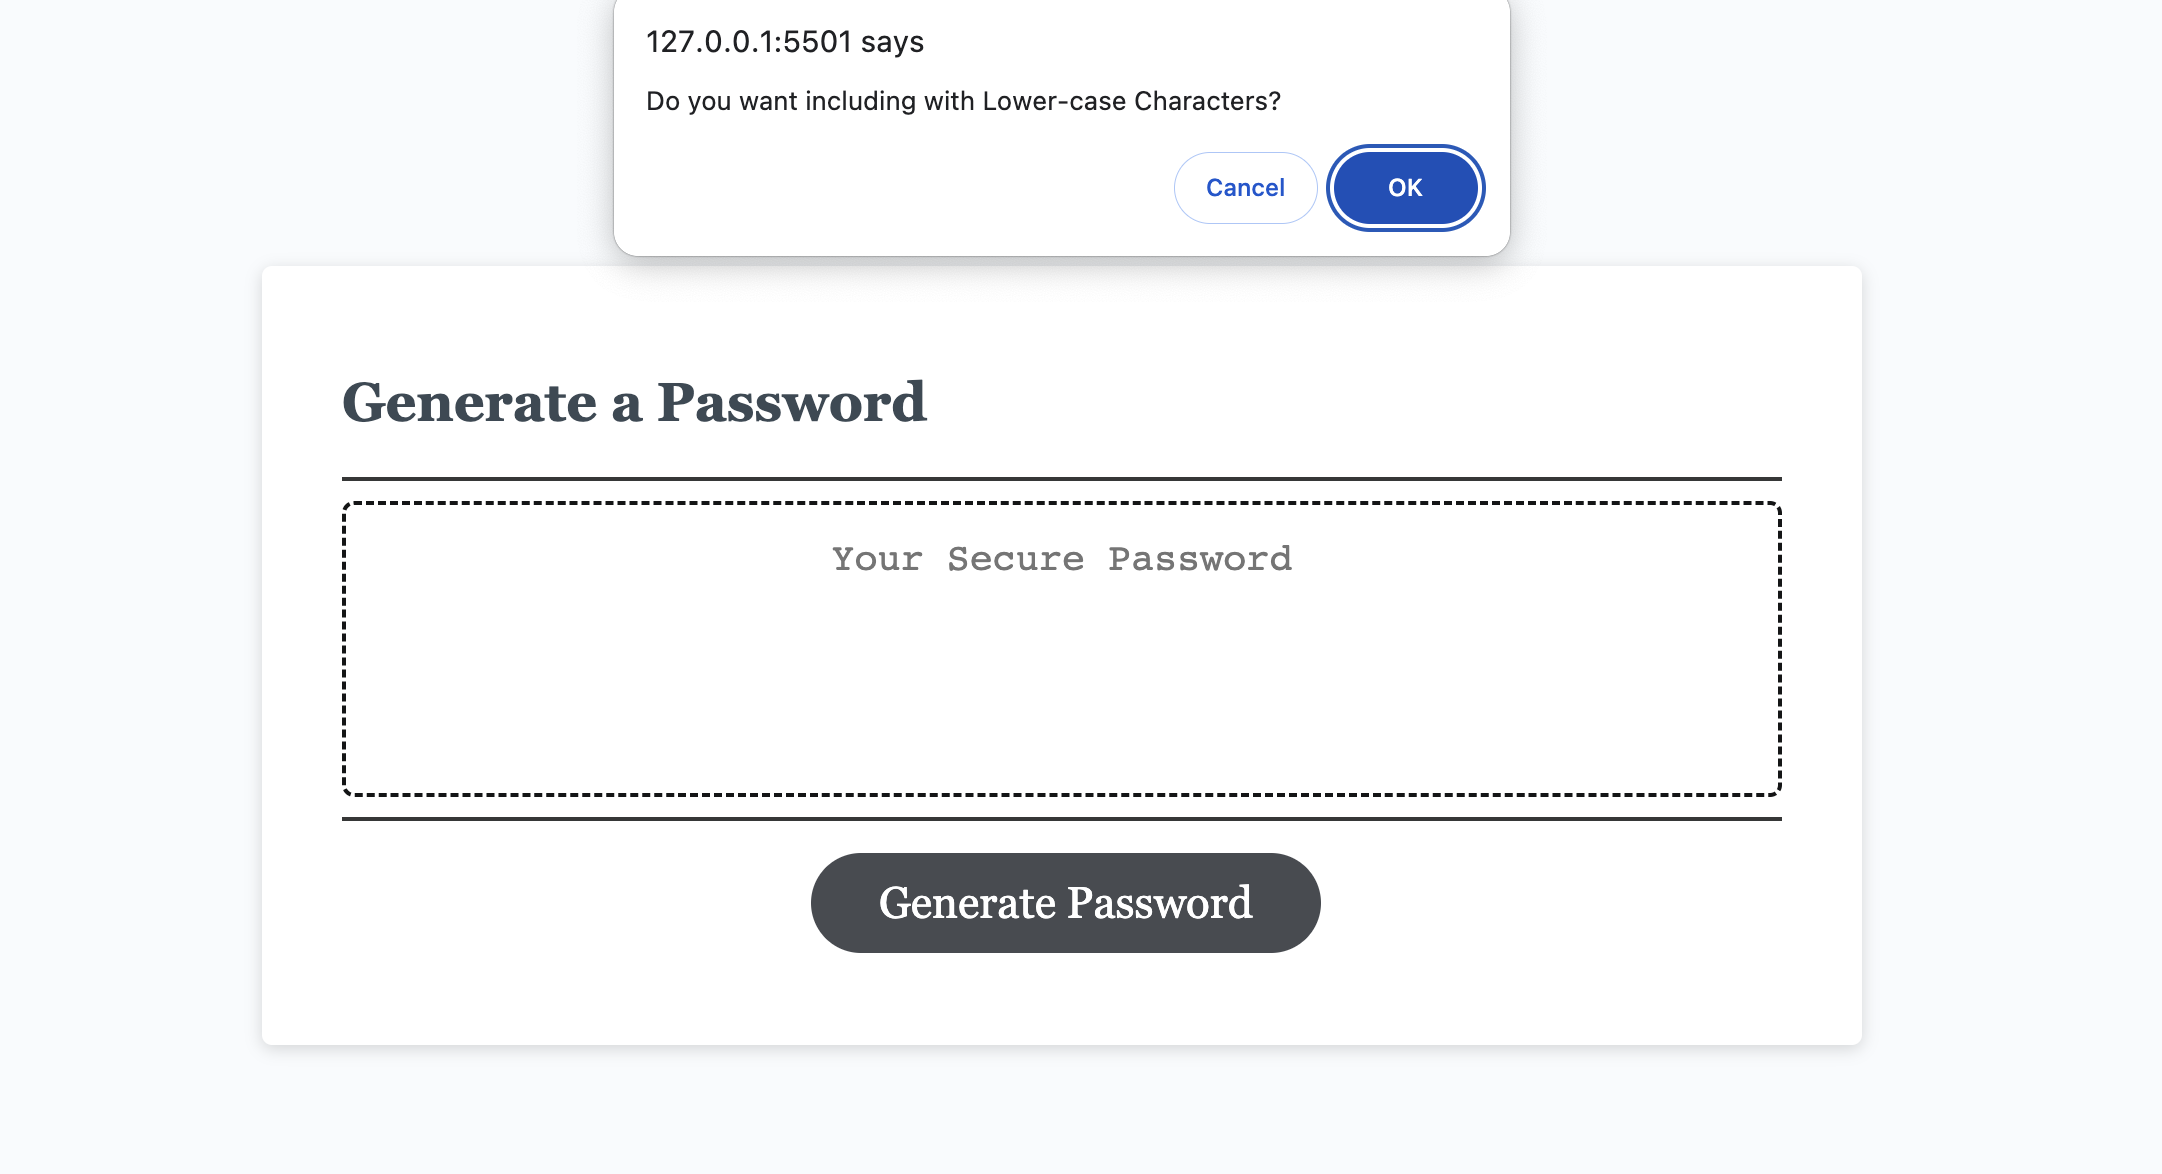 127.0.0.1:5501 says
Do you want including with Lower-case Characters?
Cancel OK
Generate a Password
Your Secure Password
Generate Password